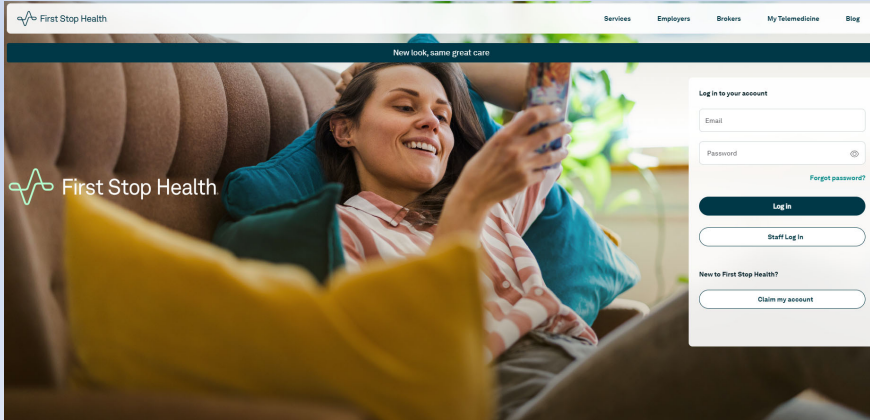 First Stop Health
Services Employers Brokers My Telemedicine Blog
New look, same great care
First Stop Health
Log in to your account
Email
Password
Forgot password?
Log in
Staff Log In
New to First Stop Health?
Claim my account